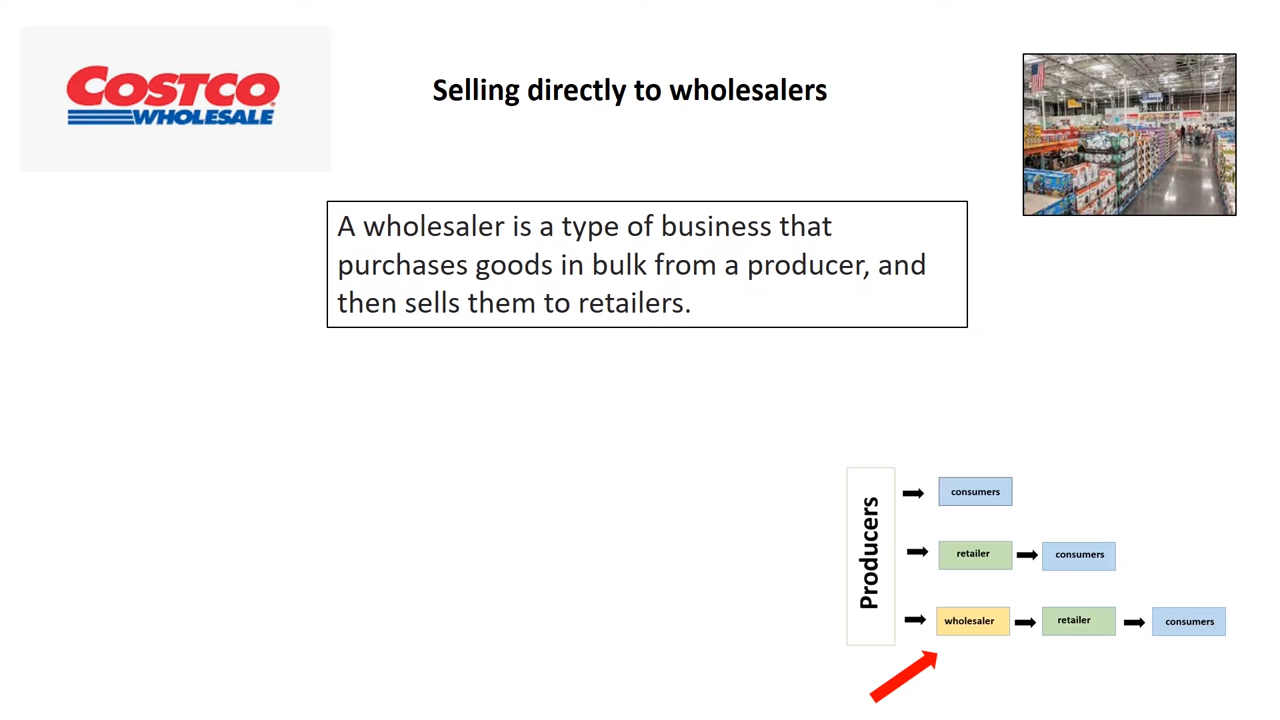 COSTCO
WHOLESALE
Selling directly to wholesalers
A wholesaler is a type of business that
purchases goods in bulk from a producer, and
then sells them to retailers.
Producers
consumers
retailer
consumers
wholesaler
retailer
consumers